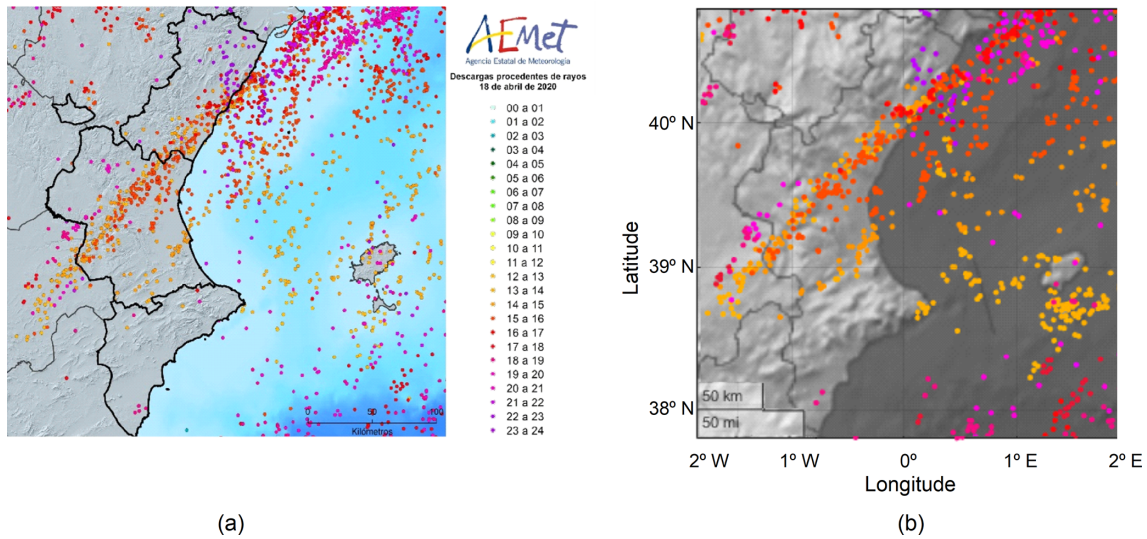 AEMet
Agencia Estatal de Meteorología
Descargas procedentes de rayos
18 de abril de 2020
00 a 01
01 a 02
02 a 03
03 a 04
04 a 05
05 a 06
06 a 07
07 a 08
08 a 09
09 a 10
10 a 11
11 a 12
12 a 13
13 a 14
14 a 15
15 a 16
16 a 17
17 a 18
18 a 19
19 a 20
20 a 21
21 a 22
22 a 23
23 a 24
0 50 100
Kilómetros
(a)
40º N
39º N
38º N
Latitude
50 km
50 mi
2º W 1º W 0º 1º E 2º E
Longitude
(b)